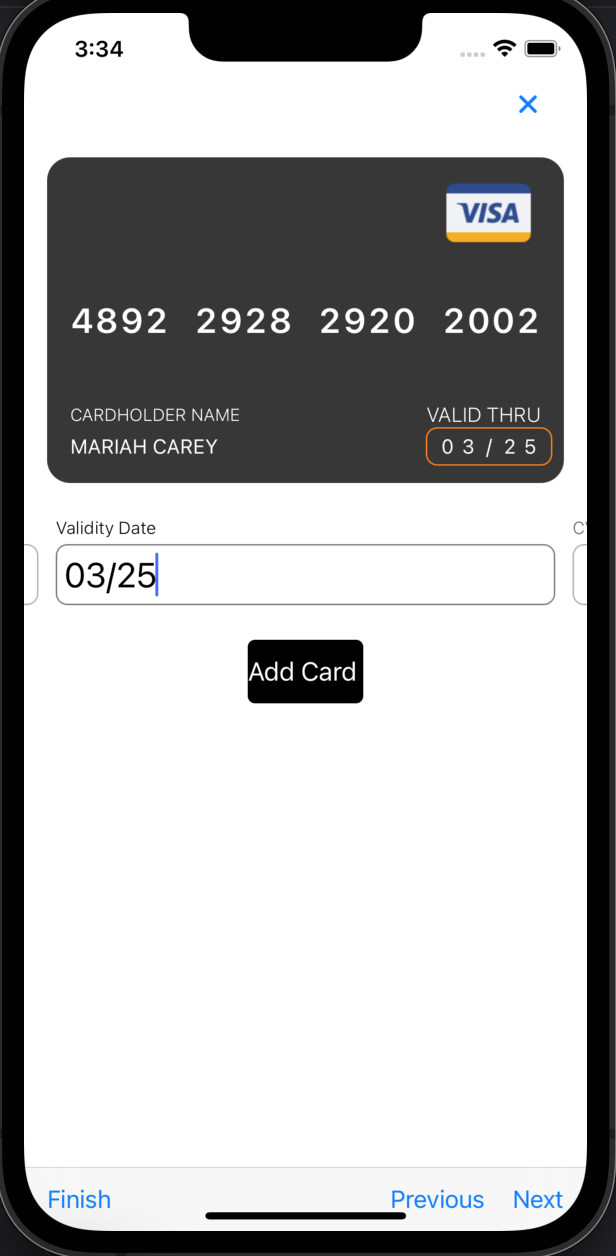 3:34
VISA
4892 2928 2920 2002
CARDHOLDER NAME
VALID THRU
MARIAH CAREY
03/25
Validity Date
03/25
Add Card
Finish
Previous
Next